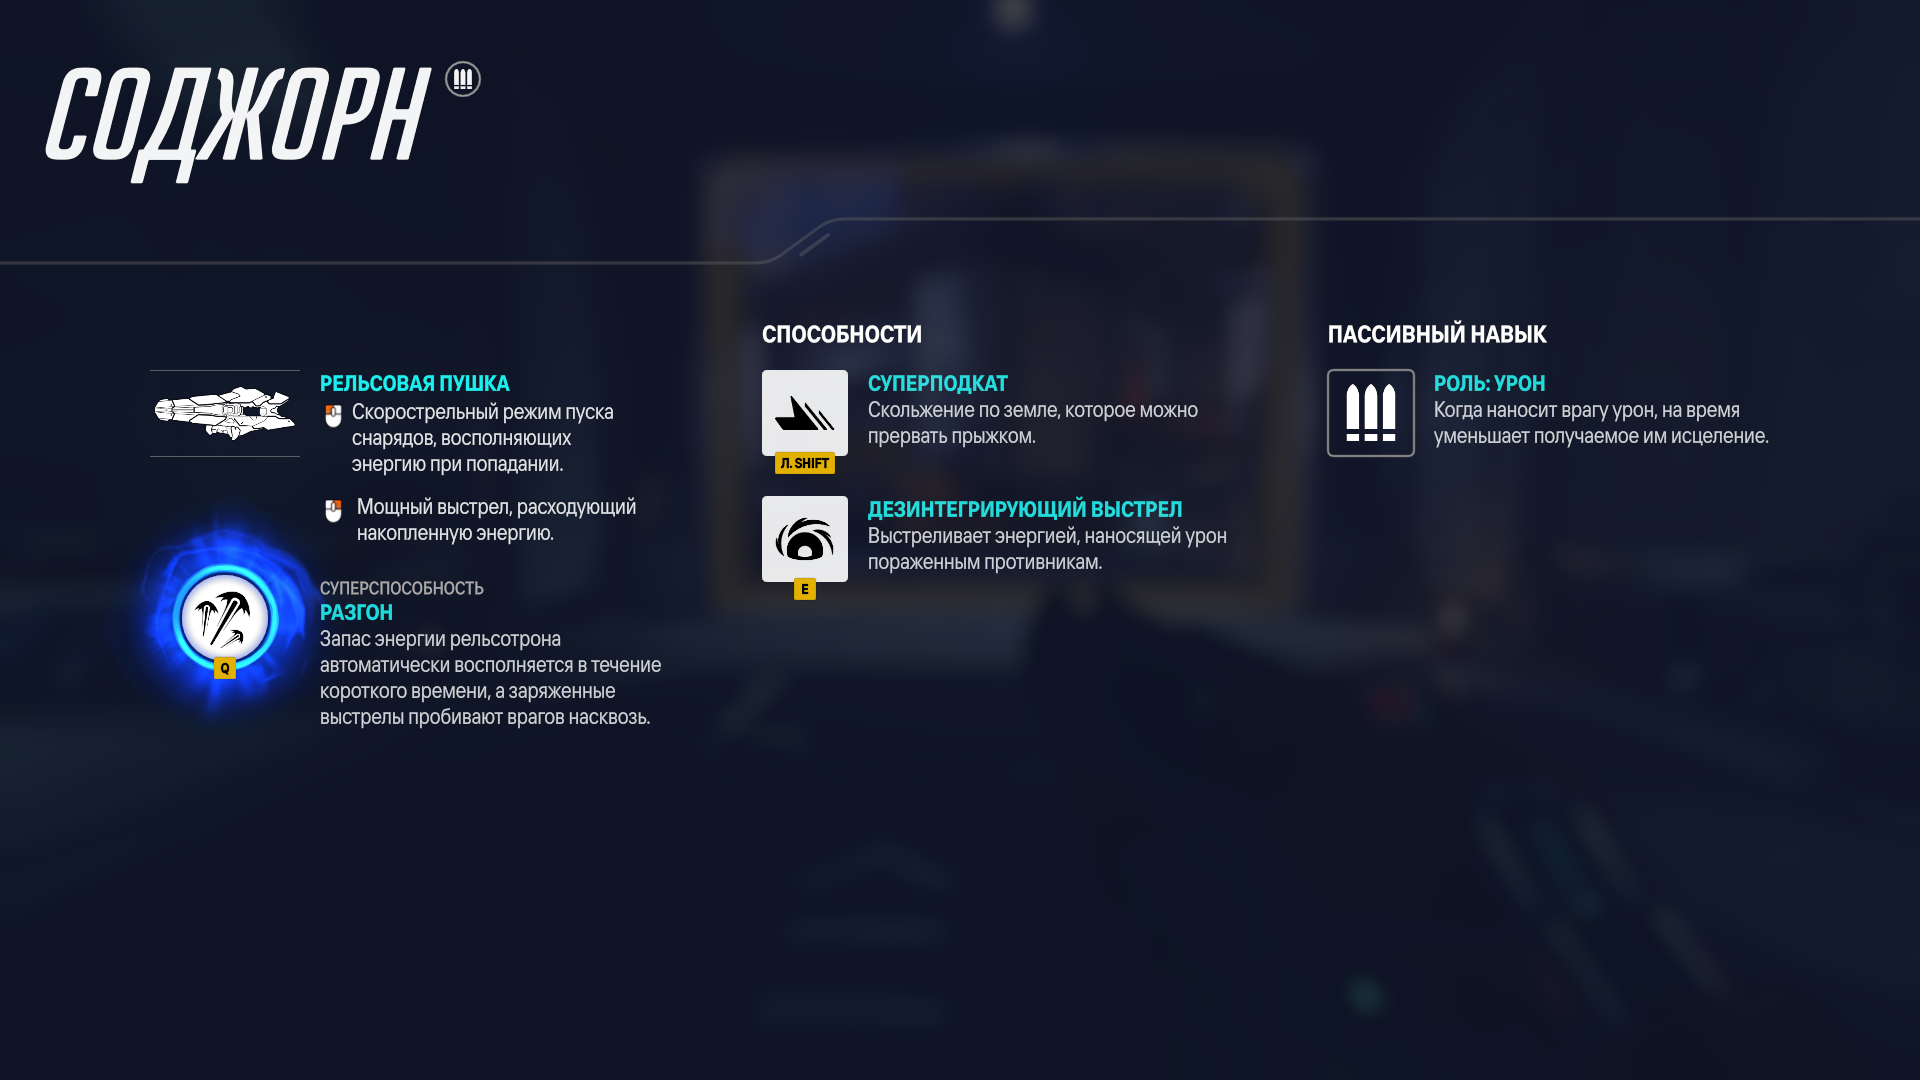 СОДЖОРН
РЕЛЬСОВАЯ ПУШКА
Скорострельный режим пуска
снарядов, восполняющих
энергию при попадании.
Мощный выстрел, расходующий
накопленную энергию.
СУПЕРСПОСОБНОСТЬ
РАЗГОН
Запас энергии рельсотрона
автоматически восполняется в течение
короткого времени, а заряженные
выстрелы пробивают врагов насквозь.
Q
СПОСОБНОСТИ
СУПЕРПОДКАТ
Скольжение по земле, которое можно
прервать прыжком.
Л. SHIFT
ДЕЗИНТЕГРИРУЮЩИЙ ВЫСТРЕЛ
Выстреливает энергией, наносящей урон
пораженным противникам.
E
ПАССИВНЫЙ НАВЫК
РОЛЬ: УРОН
Когда наносит врагу урон, на время
уменьшает получаемое им исцеление.